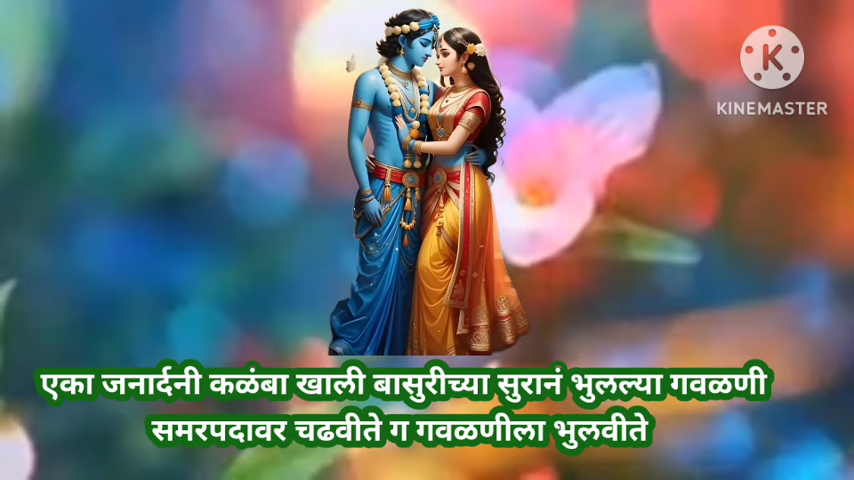 KINEMASTER
एका जनार्दनी कळंबा खाली बासुरीच्या सुरानं भुलल्या गवळणी
समरपदावर चढवीते ग गवळणीला भुलवीते